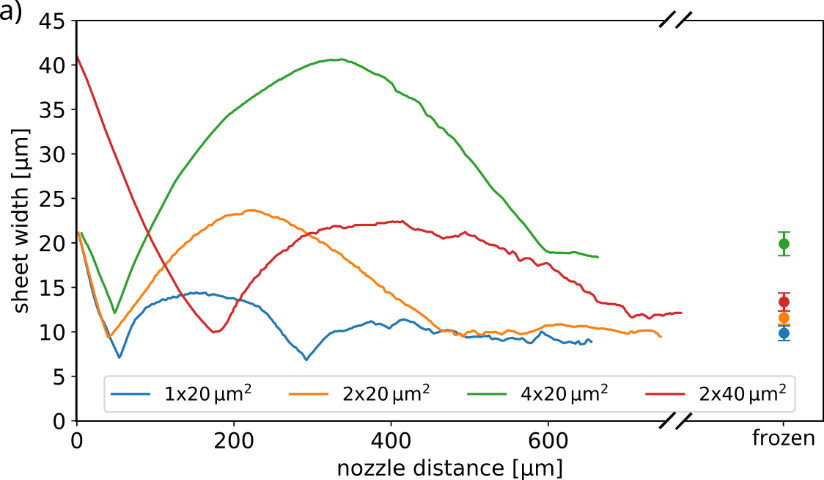 a)
sheet width [µm]
45
40
35
30
25
20
15
10
5
0
1x20 µm²
2x20 µm²
4x20 µm²
2x40 µm²
0
200
400
600
frozen
nozzle distance [µm]